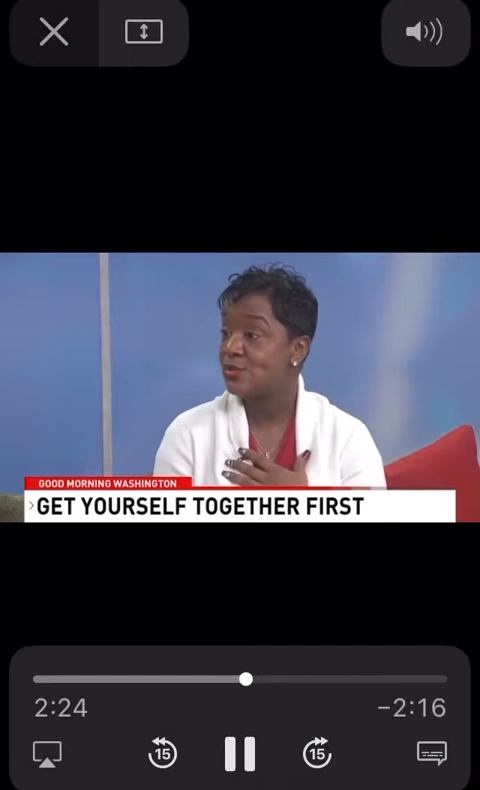 GOOD MORNING WASHINGTON
GET YOURSELF TOGETHER FIRST
2:24
−2:16
15
15